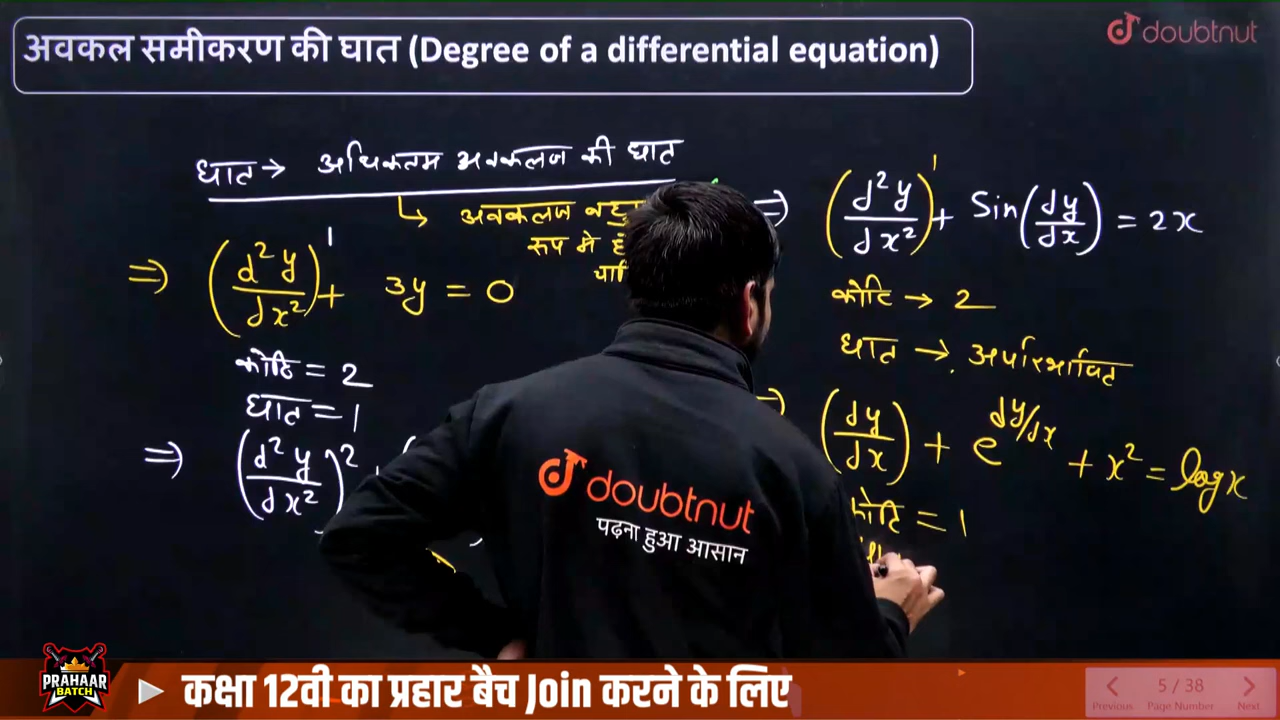 अवकल समीकरण की घात (Degree of a differential equation)
doubtnut
घात → अधिकतम अवकलज की घात
↳ अवकलज
रूप मे
⇒ (d²y/dx²)¹ + 3y = 0
कोटि = 2
घात = 1
⇒ (d²y/dx²)²
(d²y/dx²)¹ + Sin(dy/dx) = 2x
कोटि → 2
घात → अपरिभाषित
(dy/dx) + e^dy/dx + x² = logx
कोटि = 1
doubtnut
पढ़ना हुआ आसान
PRAHAAR
BATCH
कक्षा 12वी का प्रहार बैच Join करने के लिए
5 / 38
Previous Page Number Next